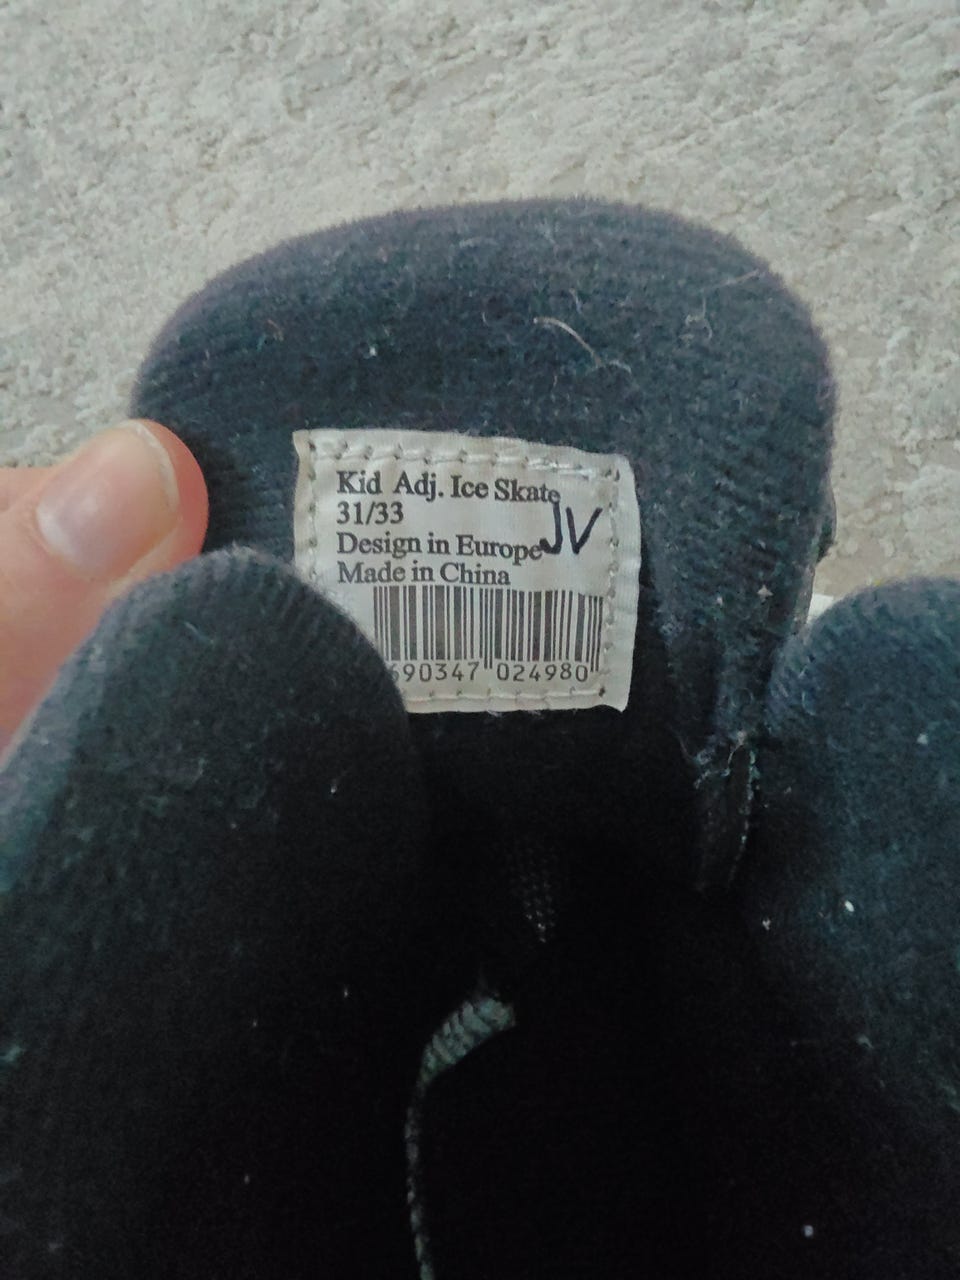 Kid Adj. Ice Skate
31/33
JV
Design in Europe
Made in China
690347 024980